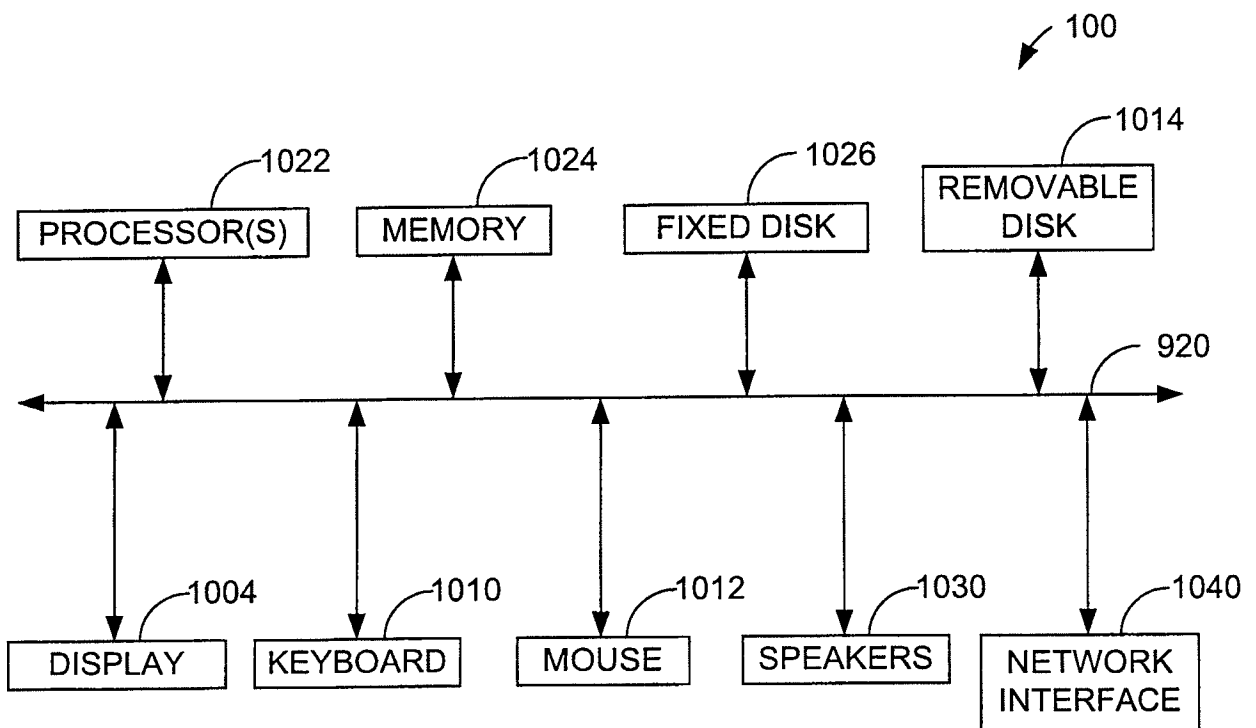 100
1022
1024
1026
1014
PROCESSOR(S)
MEMORY
FIXED DISK
REMOVABLE
DISK
920
1004
1010
1012
1030
1040
DISPLAY
KEYBOARD
MOUSE
SPEAKERS
NETWORK
INTERFACE